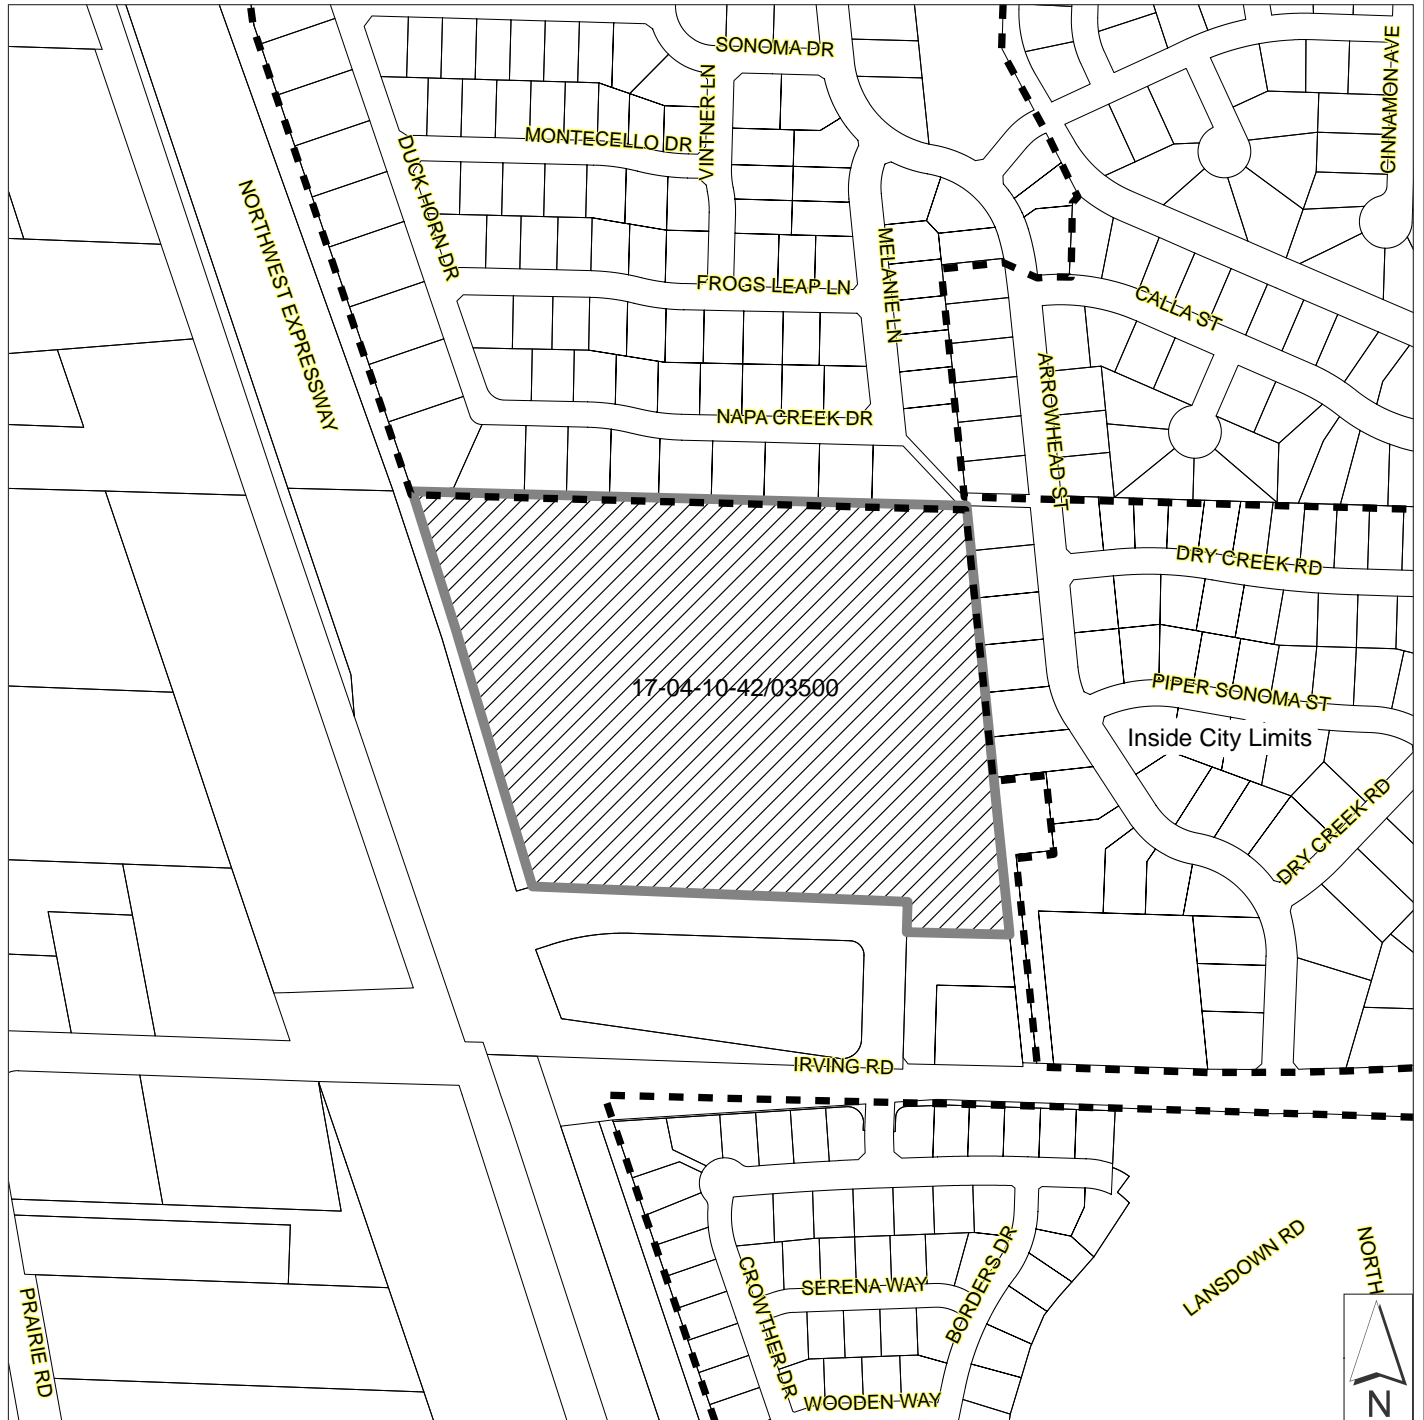 SONOMA DR
CINNAMON AVE
VINTNER LN
MONTECELLO DR
DUCK HORN DR
NORTHWEST EXPRESSWAY
MELANIE LN
FROGS LEAP LN
CALLA ST
ARROWHEAD ST
NAPA CREEK DR
DRY CREEK RD
17-04-10-42/03500
PIPER SONOMA ST
Inside City Limits
DRY CREEK RD
IRVING RD
LANSDOWN RD
NORTH
CROWTHER DR
SERENA WAY
BORDERS DR
PRAIRIE RD
WOODEN WAY
N